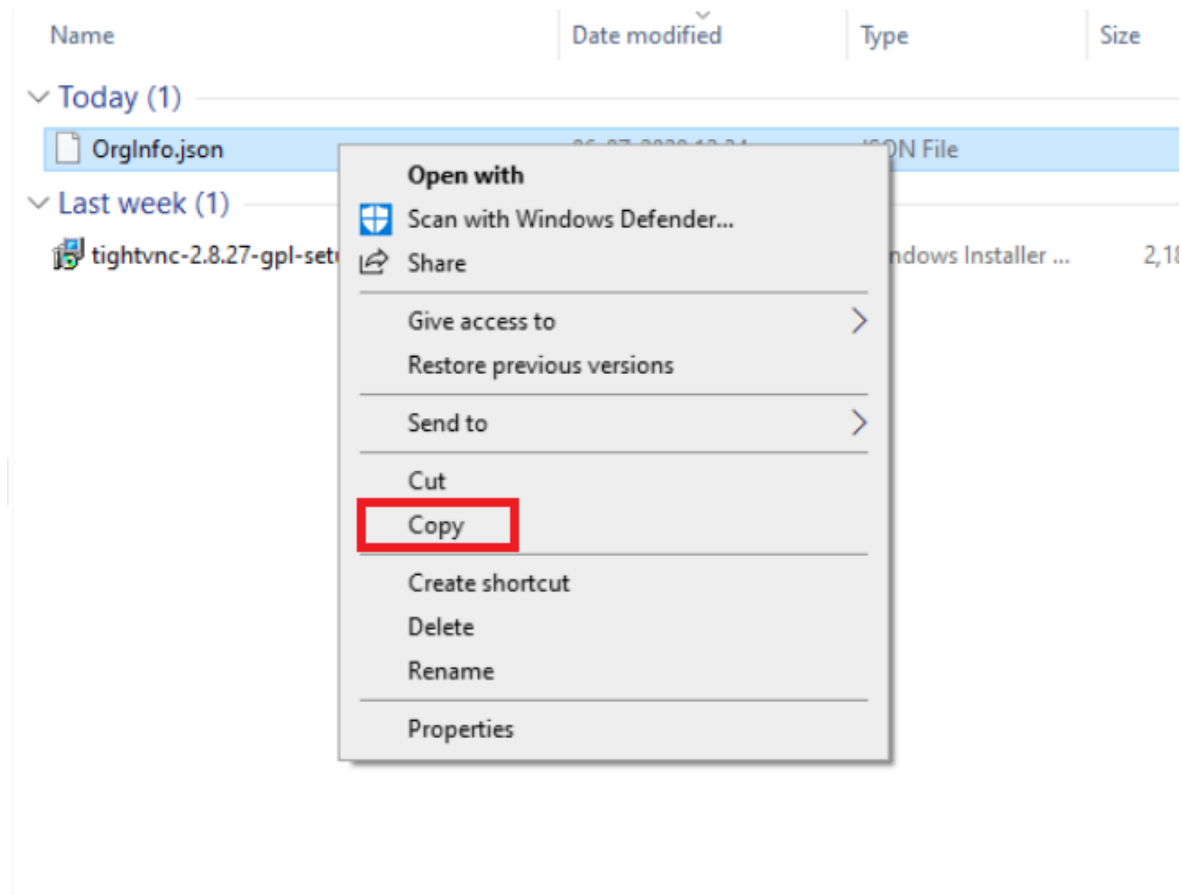 Name Date modified Type Size
Today (1)
OrgInfo.json File
Last week (1)
Open with
Scan with Windows Defender...
tightvnc-2.8.27-gpl-setu Installer ... 2,18
Share
Give access to
Restore previous versions
Send to
Cut
Copy
Create shortcut
Delete
Rename
Properties